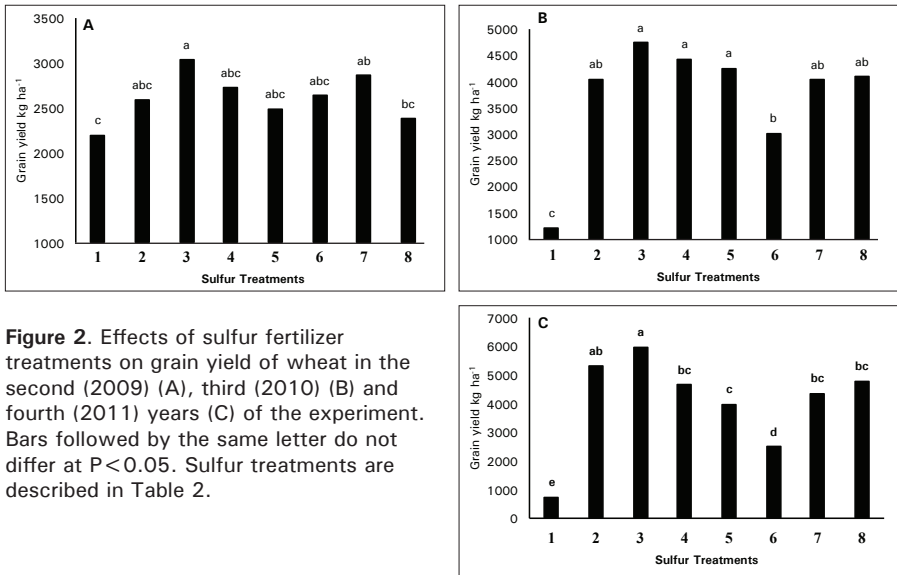 A
3500
3000
2500
2000
1500
1000
Grain yield kg ha⁻¹
c abc a abc abc abc ab bc
1 2 3 4 5 6 7 8
Sulfur Treatments
B
5000
4500
4000
3500
3000
2500
2000
1500
1000
Grain yield kg ha⁻¹
c ab a a a b ab ab
1 2 3 4 5 6 7 8
Sulfur Treatments
Figure 2. Effects of sulfur fertilizer
treatments on grain yield of wheat in the
second (2009) (A), third (2010) (B) and
fourth (2011) years (C) of the experiment.
Bars followed by the same letter do not
differ at P<0.05. Sulfur treatments are
described in Table 2.
C
7000
6000
5000
4000
3000
2000
1000
0
Grain yield kg ha⁻¹
e ab a bc c d bc bc
1 2 3 4 5 6 7 8
Sulfur Treatments